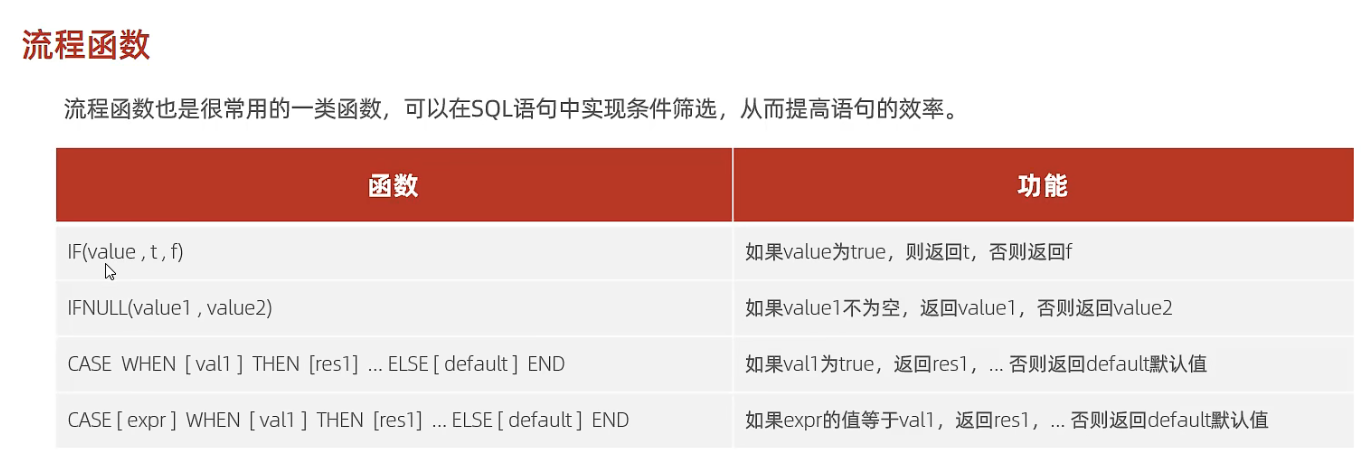 流程函数
流程函数也是很常用的一类函数，可以在SQL语句中实现条件筛选，从而提高语句的效率。
函数 功能
IF(value , t , f) 如果value为true，则返回t，否则返回f
IFNULL(value1 , value2) 如果value1不为空，返回value1，否则返回value2
CASE WHEN [ val1 ] THEN [res1] ... ELSE [ default ] END 如果val1为true，返回res1，... 否则返回default默认值
CASE [ expr ] WHEN [ val1 ] THEN [res1] ... ELSE [ default ] END 如果expr的值等于val1，返回res1，... 否则返回default默认值